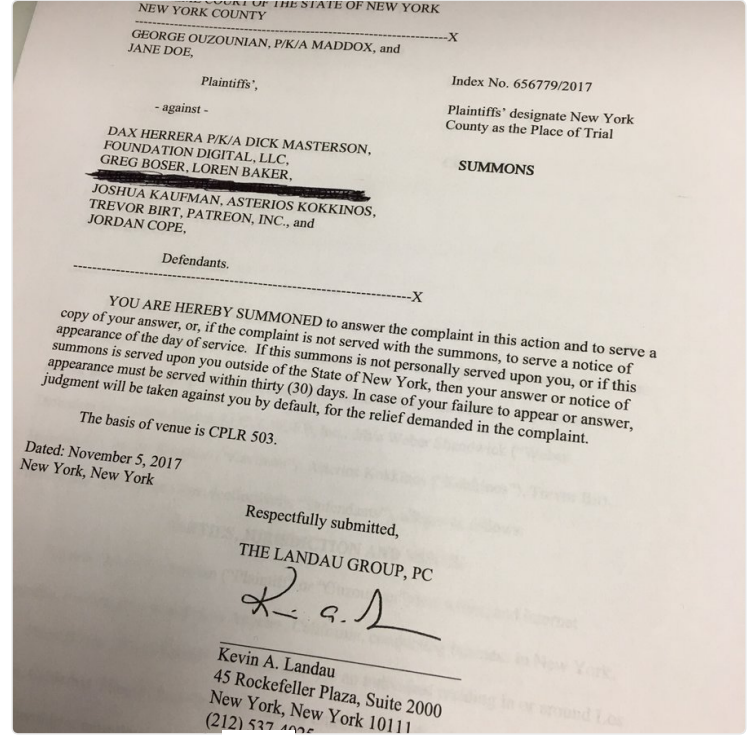 COURT OF THE STATE OF NEW YORK
NEW YORK COUNTY
-----------------------------------------------------------------X
GEORGE OUZOUNIAN, P/K/A MADDOX, and
JANE DOE,
Plaintiffs',
- against -
DAX HERRERA P/K/A DICK MASTERSON,
FOUNDATION DIGITAL, LLC,
GREG BOSER, LOREN BAKER,
JOSHUA KAUFMAN, ASTERIOS KOKKINOS,
TREVOR BIRT, PATREON, INC., and
JORDAN COPE,
Defendants.
-----------------------------------------------------------------X
Index No. 656779/2017
Plaintiffs' designate New York
County as the Place of Trial
SUMMONS
YOU ARE HEREBY SUMMONED to answer the complaint in this action and to serve a
copy of your answer, or, if the complaint is not served with the summons, to serve a notice of
appearance of the day of service. If this summons is not personally served upon you, or if this
summons is served upon you outside of the State of New York, then your answer or notice of
appearance must be served within thirty (30) days. In case of your failure to appear or answer,
judgment will be taken against you by default, for the relief demanded in the complaint.
The basis of venue is CPLR 503.
Dated: November 5, 2017
New York, New York
Respectfully submitted,
THE LANDAU GROUP, PC
Kevin A. Landau
45 Rockefeller Plaza, Suite 2000
New York, New York 10111
(212) 537